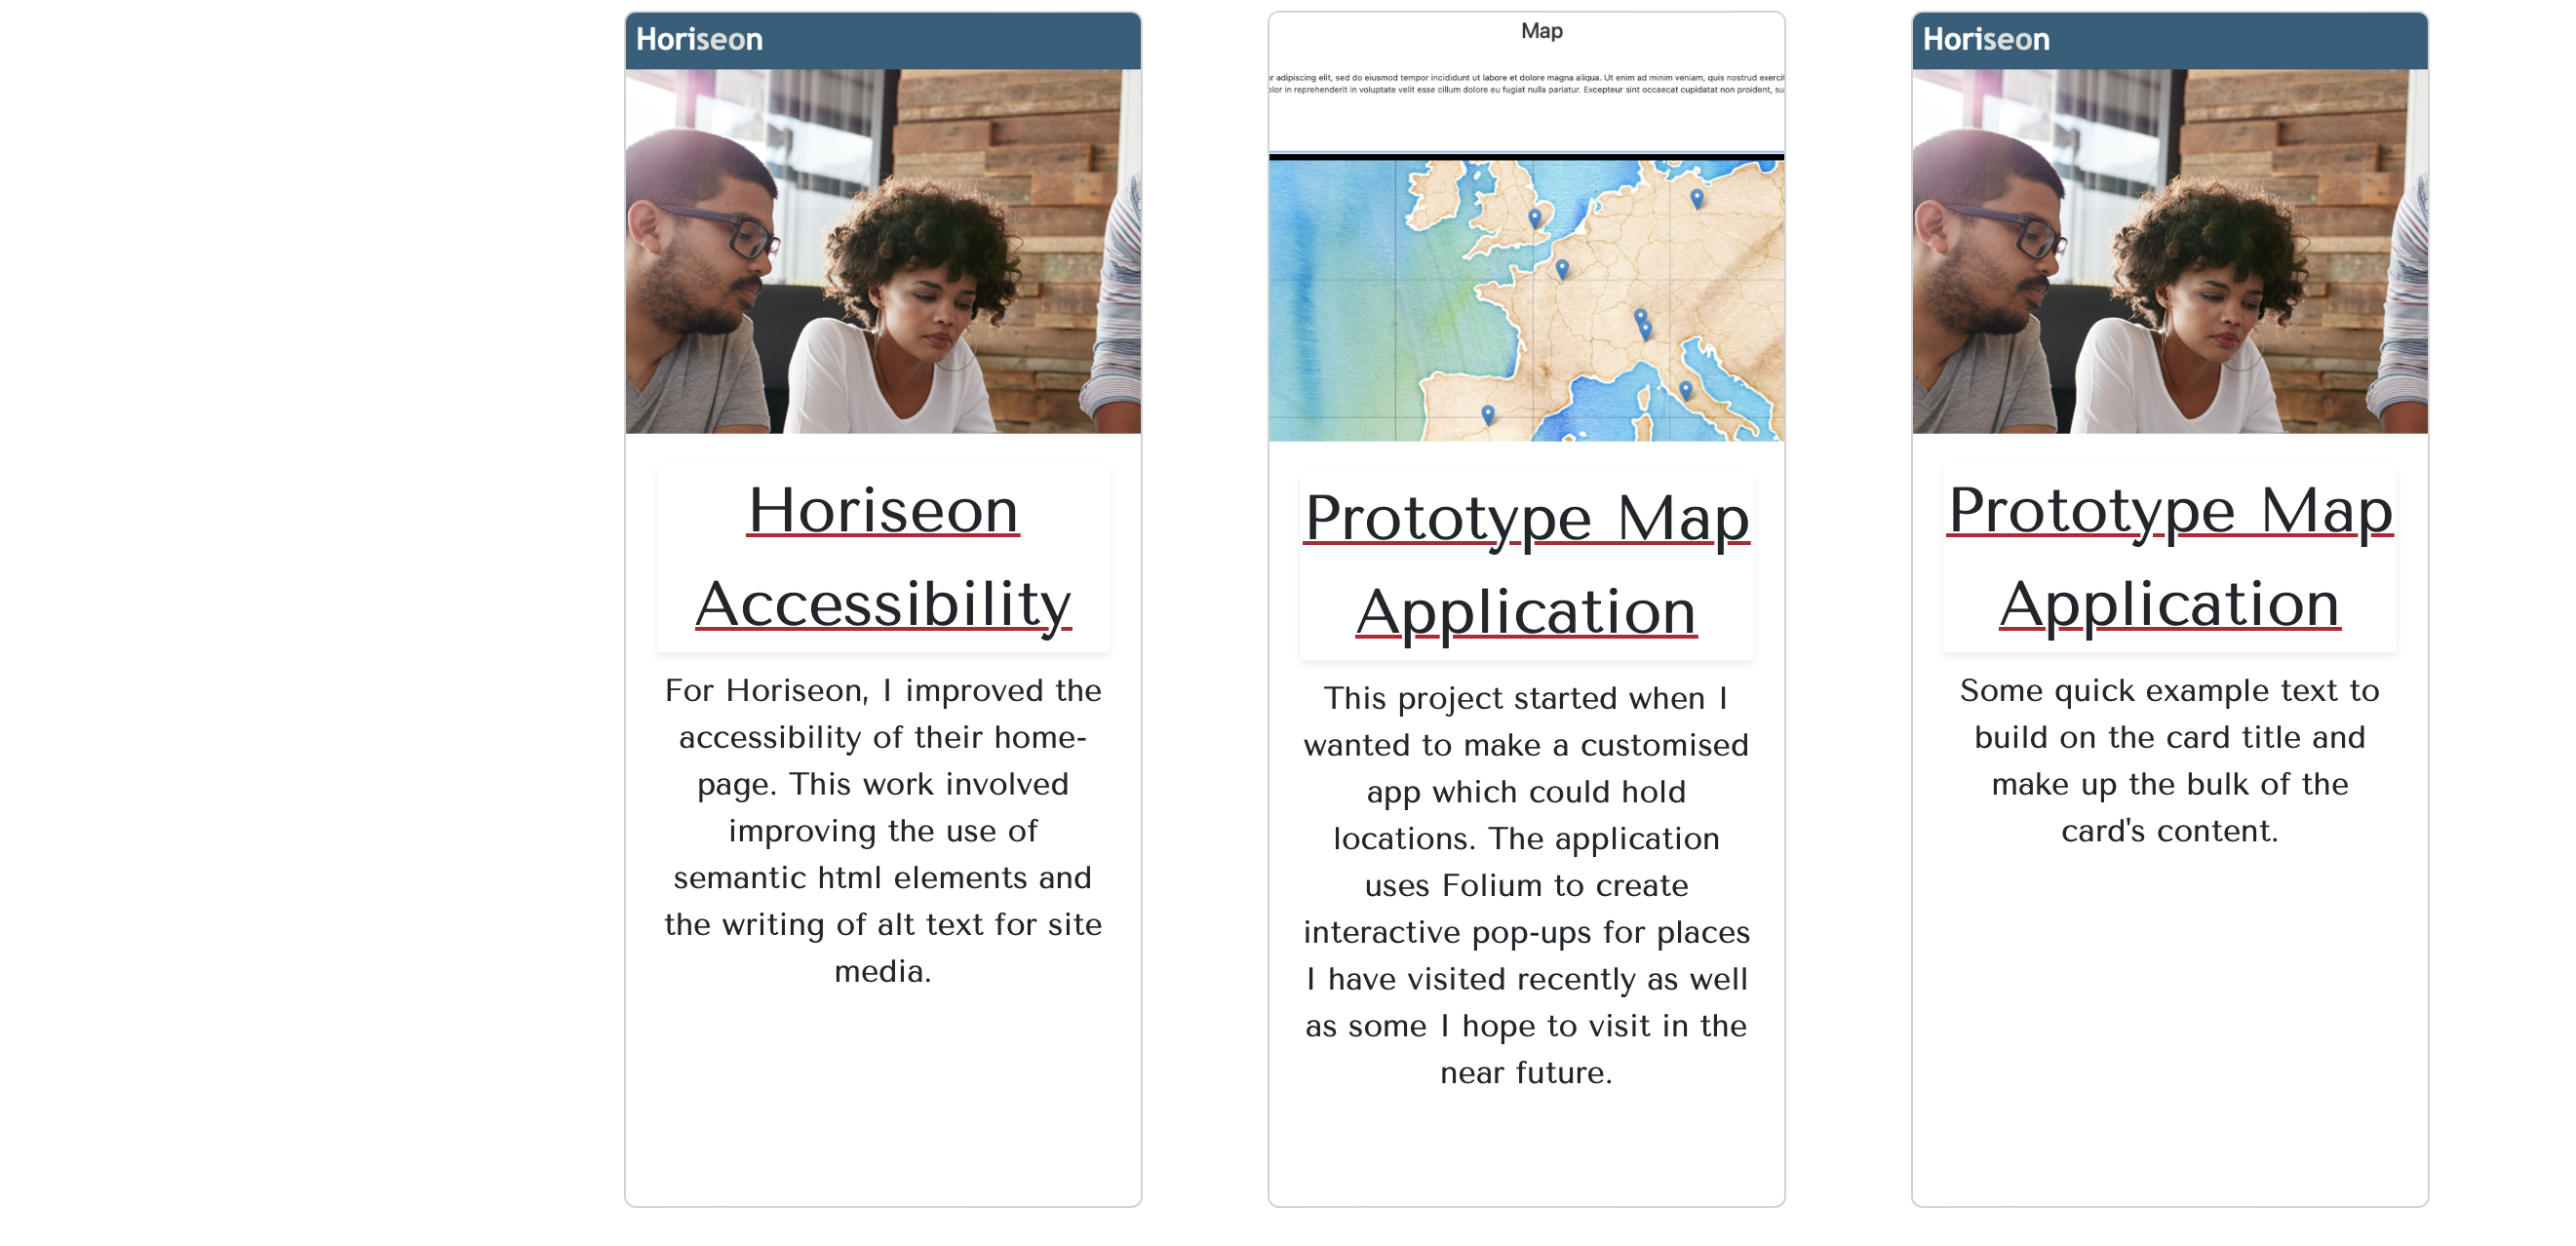 Horiseon
Horiseon
Accessibility
For Horiseon, I improved the
accessibility of their home-
page. This work involved
improving the use of
semantic html elements and
the writing of alt text for site
media.
Map
r adipiscing elit, sed do eiusmod tempor incididunt ut labore et dolore magna aliqua. Ut enim ad minim veniam, quis nostrud exercit
lor in reprehenderit in voluptate velit esse cillum dolore eu fugiat nulla pariatur. Excepteur sint occaecat cupidatat non proident, su
Prototype Map
Application
This project started when I
wanted to make a customised
app which could hold
locations. The application
uses Folium to create
interactive pop-ups for places
I have visited recently as well
as some I hope to visit in the
near future.
Horiseon
Prototype Map
Application
Some quick example text to
build on the card title and
make up the bulk of the
card's content.